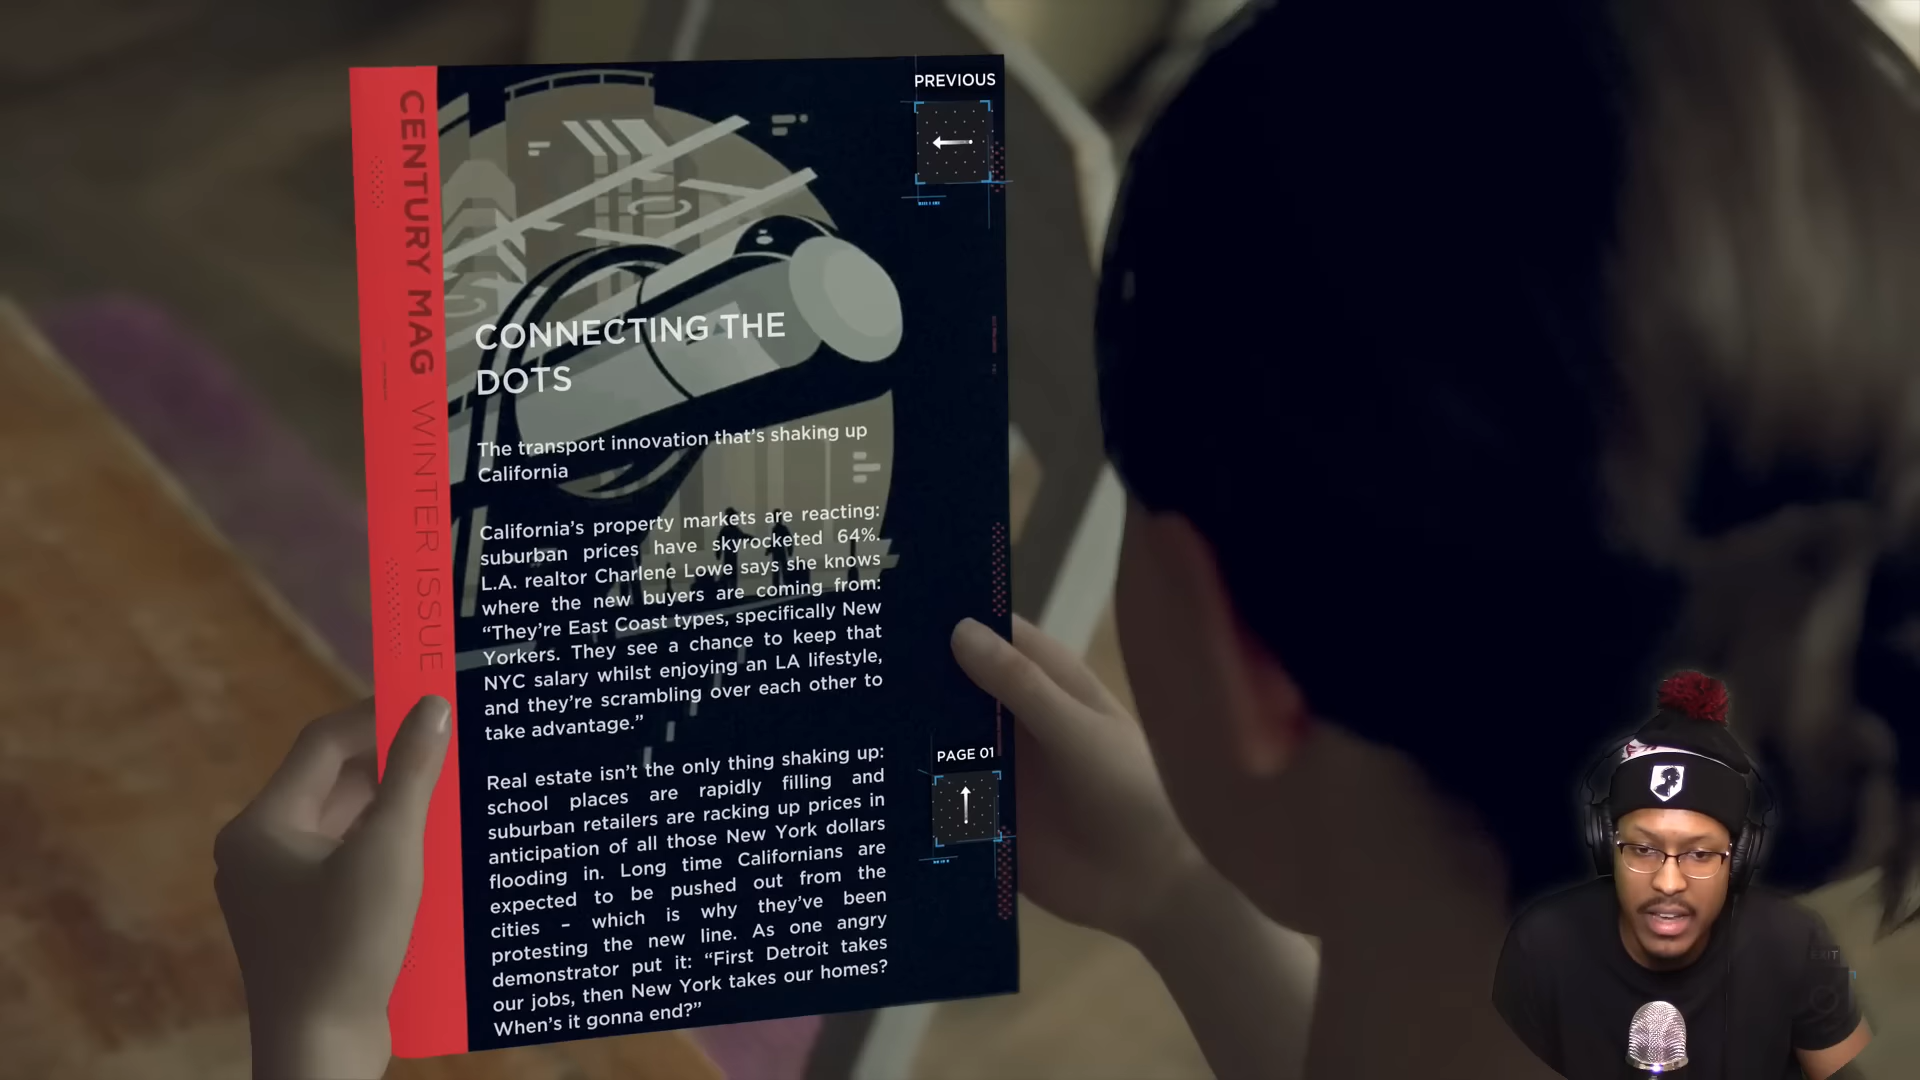 PREVIOUS
CENTURY MAG WINTER ISSUE
CONNECTING THE
DOTS
The transport innovation that's shaking up
California
California's property markets are reacting:
suburban prices have skyrocketed 64%.
L.A. realtor Charlene Lowe says she knows
where the new buyers are coming from:
“They're East Coast types, specifically New
Yorkers. They see a chance to keep that
NYC salary whilst enjoying an LA lifestyle,
and they're scrambling over each other to
take advantage.”
Real estate isn't the only thing shaking up:
school places are rapidly filling and
suburban retailers are racking up prices in
anticipation of all those New York dollars
flooding in. Long time Californians are
expected to be pushed out from the
cities – which is why they've been
protesting the new line. As one angry
demonstrator put it: “First Detroit takes
our jobs, then New York takes our homes?
When's it gonna end?”
PAGE 01
EXIT